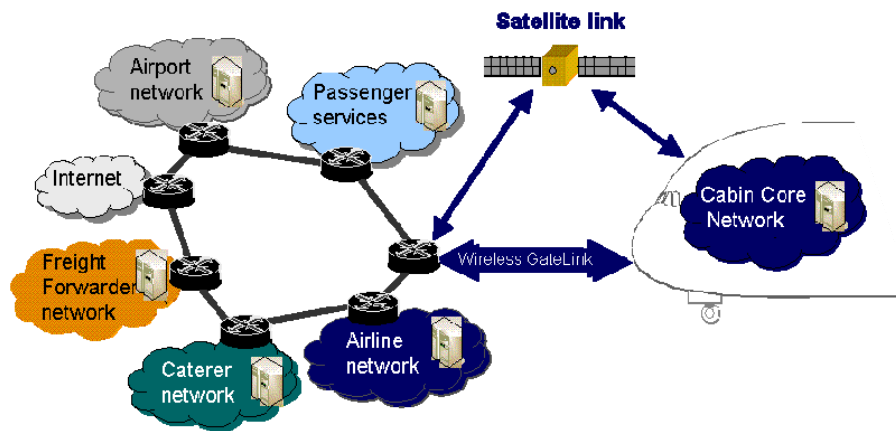 Satellite link
Airport
network
Passenger
services
Internet
Cabin Core
Network
Wireless GateLink
Freight
Forwarder
network
Airline
network
Caterer
network